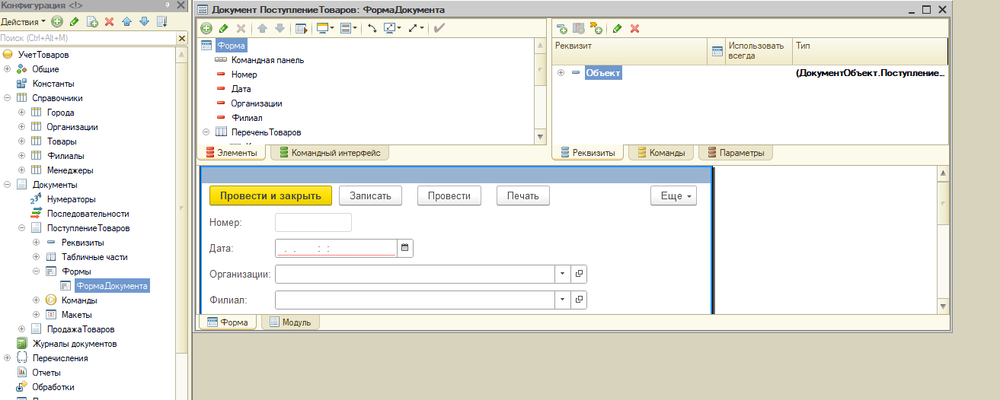 Конфигурация <!>
Действия
Поиск (Ctrl+Alt+M)
УчетТоваров
Общие
Константы
Справочники
Города
Организации
Товары
Филиалы
Менеджеры
Документы
Нумераторы
Последовательности
ПоступлениеТоваров
Реквизиты
Табличные части
Формы
ФормаДокумента
Команды
Макеты
ПродажаТоваров
Журналы документов
Перечисления
Отчеты
Обработки
Документ ПоступлениеТоваров: ФормаДокумента
Форма
Командная панель
Номер
Дата
Организации
Филиал
ПереченьТоваров
Элементы
Командный интерфейс
Реквизит
Использовать всегда
Тип
Объект
(ДокументОбъект.Поступление...
Реквизиты
Команды
Параметры
Провести и закрыть
Записать
Провести
Печать
Еще
Номер:
Дата:
. . : :
Организации:
Филиал:
Форма
Модуль